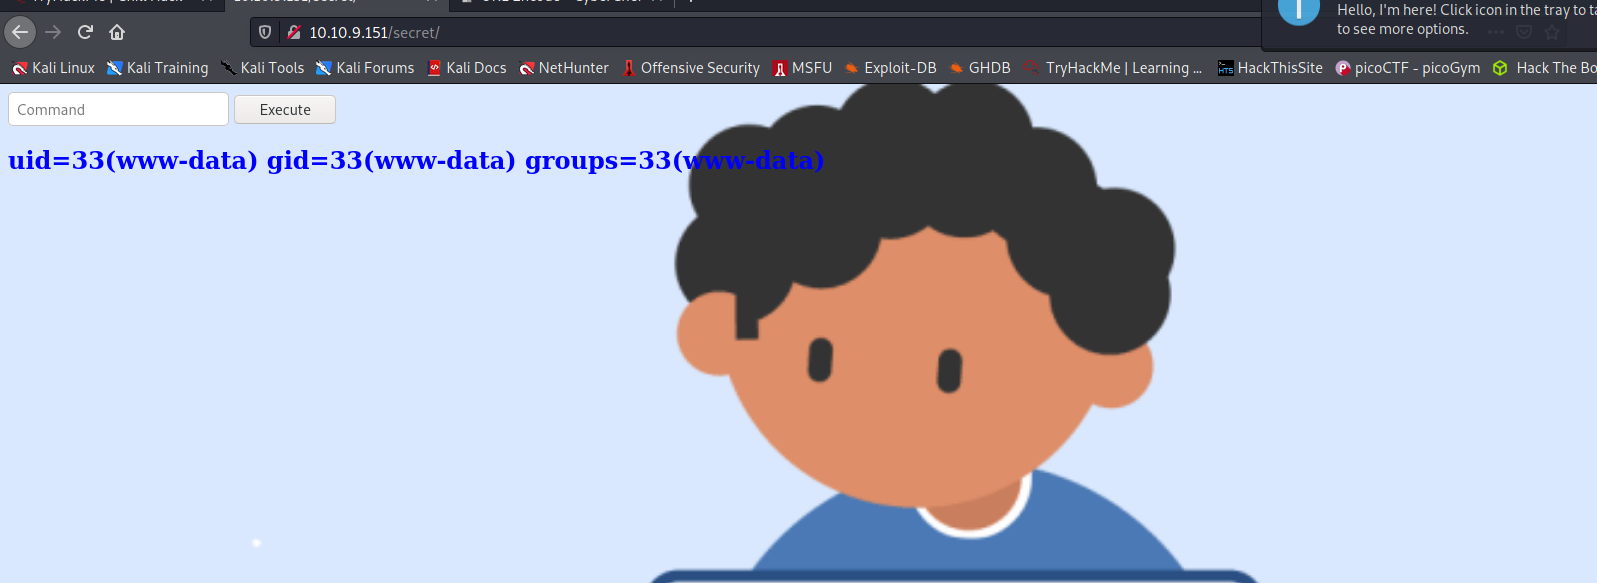 Hello, I'm here! Click icon in the tray to ta
to see more options.
10.10.9.151/secret/
Kali Linux Kali Training Kali Tools Kali Forums Kali Docs NetHunter Offensive Security MSFU Exploit-DB GHDB TryHackMe | Learning ... HackThisSite picoCTF - picoGym Hack The Bo
Command Execute
uid=33(www-data) gid=33(www-data) groups=33(www-data)